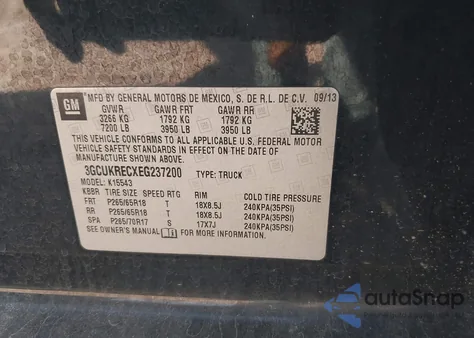 GM
MFD BY GENERAL MOTORS DE MEXICO, S. DE R.L. DE C.V. 09/13
GVWR GAWR FRT GAWR RR
3266 KG 1792 KG 1792 KG
7200 LB 3950 LB 3950 LB
THIS VEHICLE CONFORMS TO ALL APPLICABLE U.S. FEDERAL MOTOR
VEHICLE SAFETY STANDARDS IN EFFECT ON THE DATE OF
MANUFACTURE SHOWN ABOVE.
3GCUKRECXEG237200 TYPE: TRUCK
MODEL: K15543
KBBR TIRE SIZE SPEED RTG RIM COLD TIRE PRESSURE
FRT P265/65R18 T 18X8.5J 240KPA(35PSI)
RR P265/65R18 T 18X8.5J 240KPA(35PSI)
SPA P265/70R17 S 17X7J 240KPA(35PSI)
SEE OWNER'S MANUAL FOR MORE INFORMATION.
autoSnap